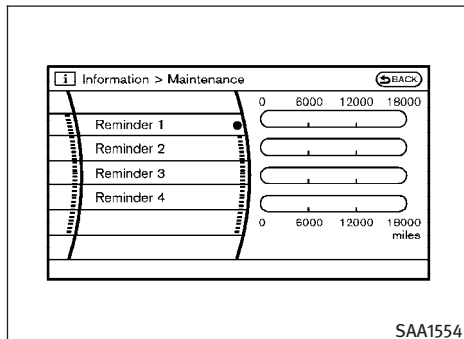 i Information > Maintenance BACK
0 6000 12000 18000
Reminder 1
Reminder 2
Reminder 3
Reminder 4
0 6000 12000 18000
miles
SAA1554